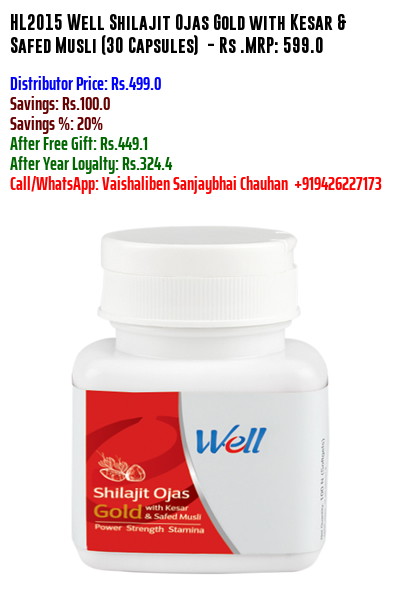 HL2015 Well Shilajit Ojas Gold with Kesar &
Safed Musli (30 Capsules) - Rs .MRP: 599.0
Distributor Price: Rs.499.0
Savings: Rs.100.0
Savings %: 20%
After Free Gift: Rs.449.1
After Year Loyalty: Rs.324.4
Call/WhatsApp: Vaishaliben Sanjaybhai Chauhan +919426227173
Well
Shilajit Ojas
Gold with Kesar
& Safed Musli
Power Strength Stamina